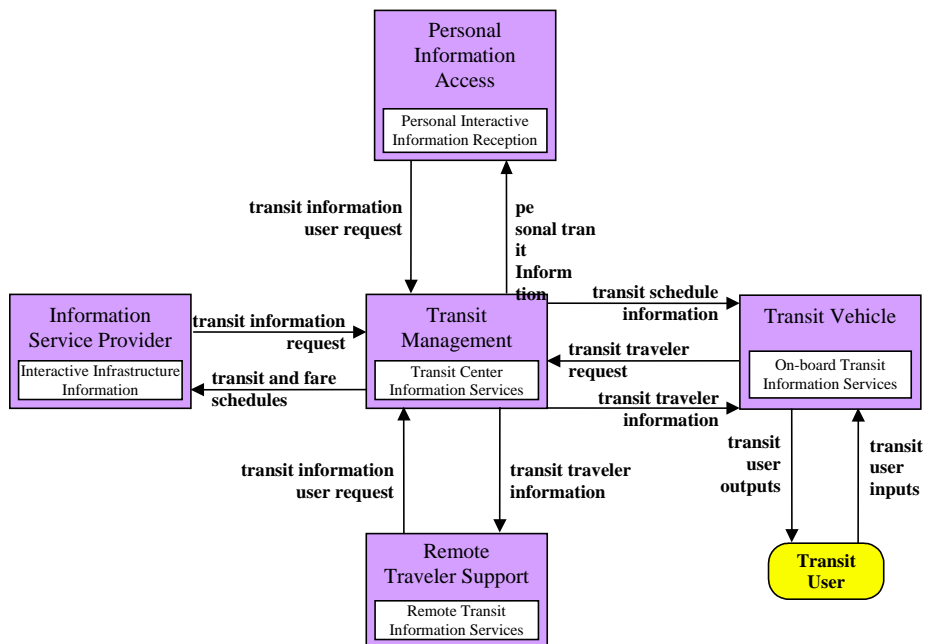 Personal
Information
Access
Personal Interactive
Information Reception
transit information
user request
pe
sonal tran
it
Inform
tion
Information
Service Provider
Interactive Infrastructure
Information
transit information
request
transit and fare
schedules
Transit
Management
Transit Center
Information Services
transit schedule
information
transit traveler
request
transit traveler
information
Transit Vehicle
On-board Transit
Information Services
transit information
user request
transit traveler
information
transit
user
outputs
transit
user
inputs
Remote
Traveler Support
Remote Transit
Information Services
Transit
User